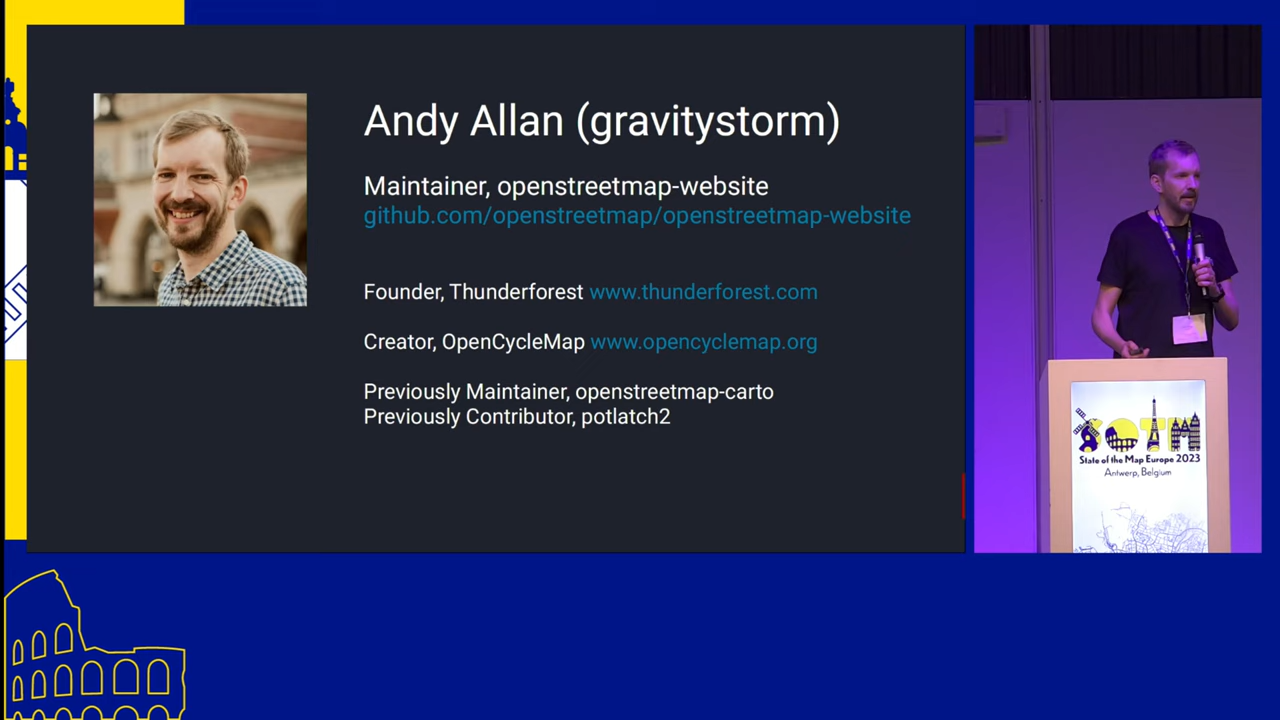 Andy Allan (gravitystorm)
Maintainer, openstreetmap-website
github.com/openstreetmap/openstreetmap-website
Founder, Thunderforest www.thunderforest.com
Creator, OpenCycleMap www.opencyclemap.org
Previously Maintainer, openstreetmap-carto
Previously Contributor, potlatch2
SOTM
State of the Map Europe 2023
Antwerp, Belgium